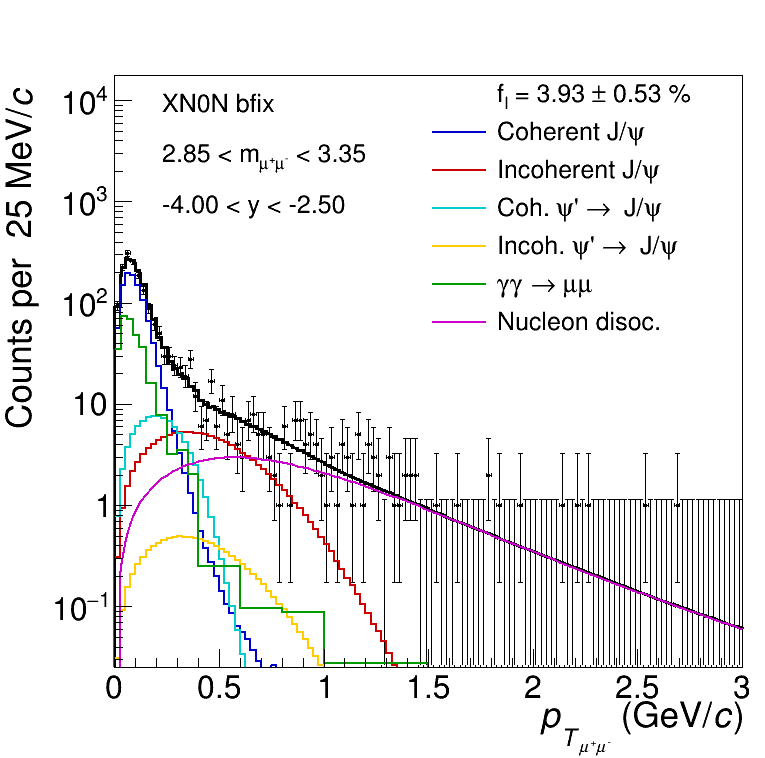 XN0N bfix
2.85 < m_{μ⁺μ⁻} < 3.35
-4.00 < y < -2.50
f_I = 3.93 ± 0.53 %
Coherent J/ψ
Incoherent J/ψ
Coh. ψ' → J/ψ
Incoh. ψ' → J/ψ
γγ → μμ
Nucleon disoc.
Counts per 25 MeV/c
10⁴
10³
10²
10
1
10⁻¹
0 0.5 1 1.5 2 2.5 3
p_{T μ⁺μ⁻} (GeV/c)